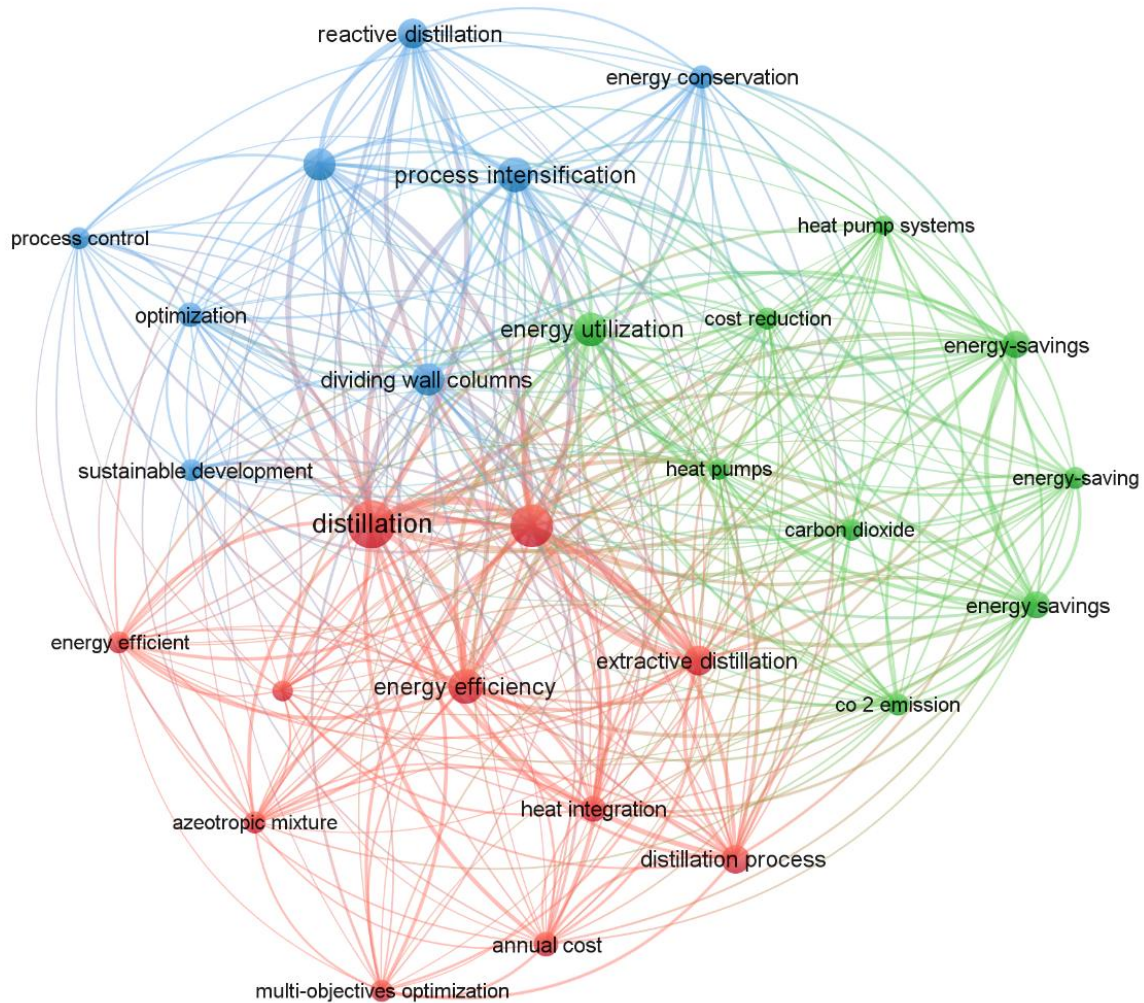 reactive distillation
energy conservation
process intensification
heat pump systems
process control
optimization
energy utilization
cost reduction
energy-savings
dividing wall columns
sustainable development
heat pumps
energy-saving
distillation
carbon dioxide
energy savings
energy efficient
extractive distillation
energy efficiency
co 2 emission
heat integration
azeotropic mixture
distillation process
annual cost
multi-objectives optimization